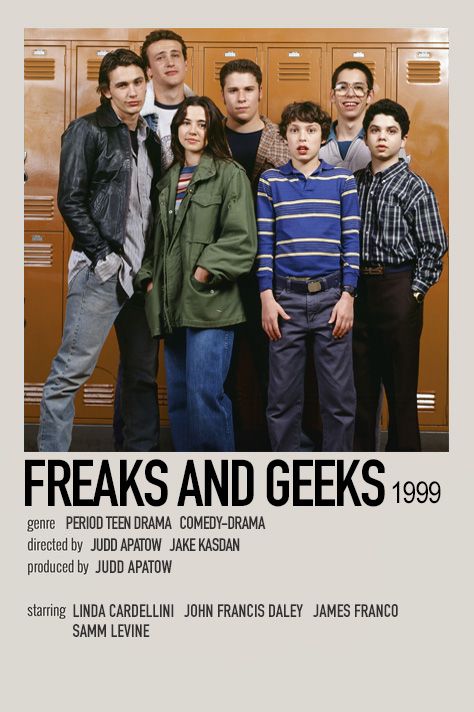 FREAKS AND GEEKS 1999
genre PERIOD TEEN DRAMA COMEDY-DRAMA
directed by JUDD APATOW JAKE KASDAN
produced by JUDD APATOW
starring LINDA CARDELLINI JOHN FRANCIS DALEY JAMES FRANCO
SAMM LEVINE